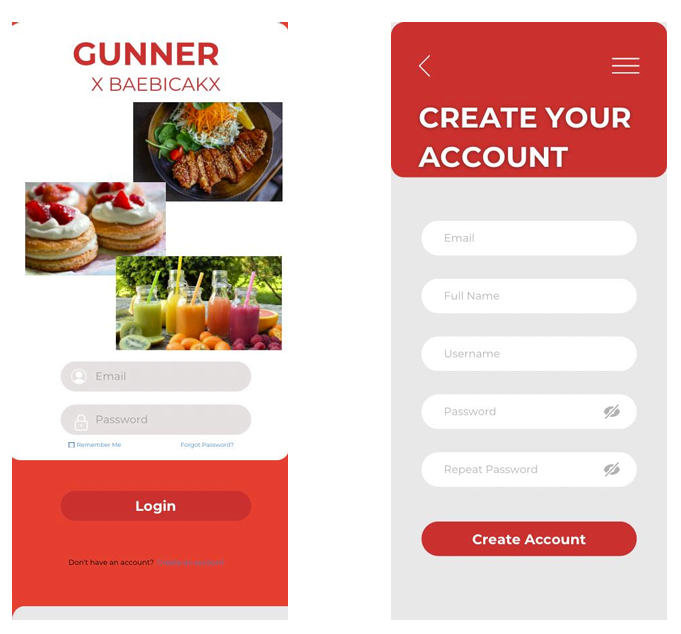 GUNNER
X BAEBICAKX
Email
Password
Remember Me
Forgot Password?
Login
Don't have an account?
CREATE YOUR
ACCOUNT
Email
Full Name
Username
Password
Repeat Password
Create Account